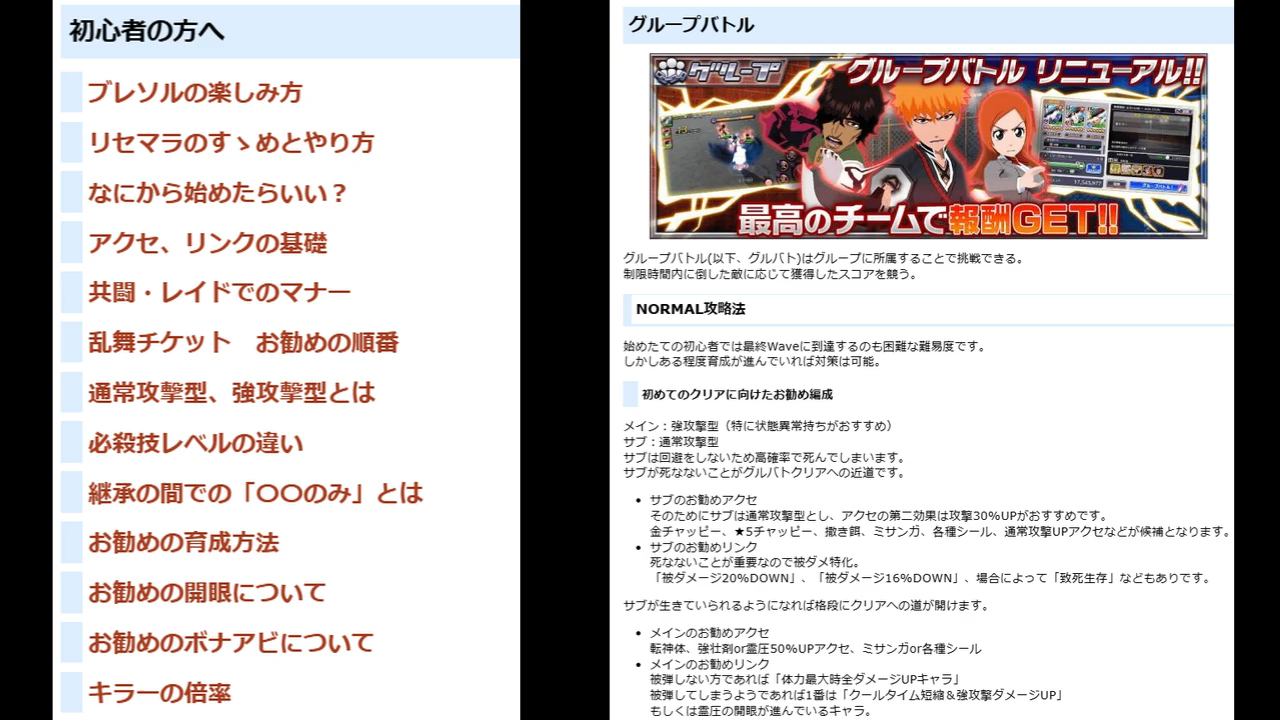 初心者の方へ
ブレソルの楽しみ方
リセマラのすゝめとやり方
なにから始めたらいい？
アクセ、リンクの基礎
共闘・レイドでのマナー
乱舞チケット　お勧めの順番
通常攻撃型、強攻撃型とは
必殺技レベルの違い
継承の間での「〇〇のみ」とは
お勧めの育成方法
お勧めの開眼について
お勧めのボナアビについて
キラーの倍率
グループバトル
グループ
グループバトル リニューアル!!
最高のチームで報酬GET!!
グループバトル(以下、グルバト)はグループに所属することで挑戦できる。
制限時間内に倒した敵に応じて獲得したスコアを競う。
NORMAL攻略法
始めたての初心者では最終Waveに到達するのも困難な難易度です。
しかしある程度育成が進んでいれば対策は可能。
初めてのクリアに向けたお勧め編成
メイン：強攻撃型（特に状態異常持ちがおすすめ）
サブ：通常攻撃型
サブは回避をしないため高確率で死んでしまいます。
サブが死なないことがグルバトクリアへの近道です。
• サブのお勧めアクセ
そのためにサブは通常攻撃型とし、アクセの第二効果は攻撃30%UPがおすすめです。
金チャッピー、★5チャッピー、撒き餌、ミサンガ、各種シール、通常攻撃UPアクセなどが候補となります。
• サブのお勧めリンク
死なないことが重要なので被ダメ特化。
「被ダメージ20%DOWN」、「被ダメージ16%DOWN」、場合によって「致死生存」などもありです。
サブが生きていられるようになれば格段にクリアへの道が開けます。
• メインのお勧めアクセ
転神体、強壮剤or霊圧50%UPアクセ、ミサンガor各種シール
• メインのお勧めリンク
被弾しない方であれば「体力最大時全ダメージUPキャラ」
被弾してしまうようであれば1番は「クールタイム短縮＆強攻撃ダメージUP」
もしくは霊圧の開眼が進んでいるキャラ。